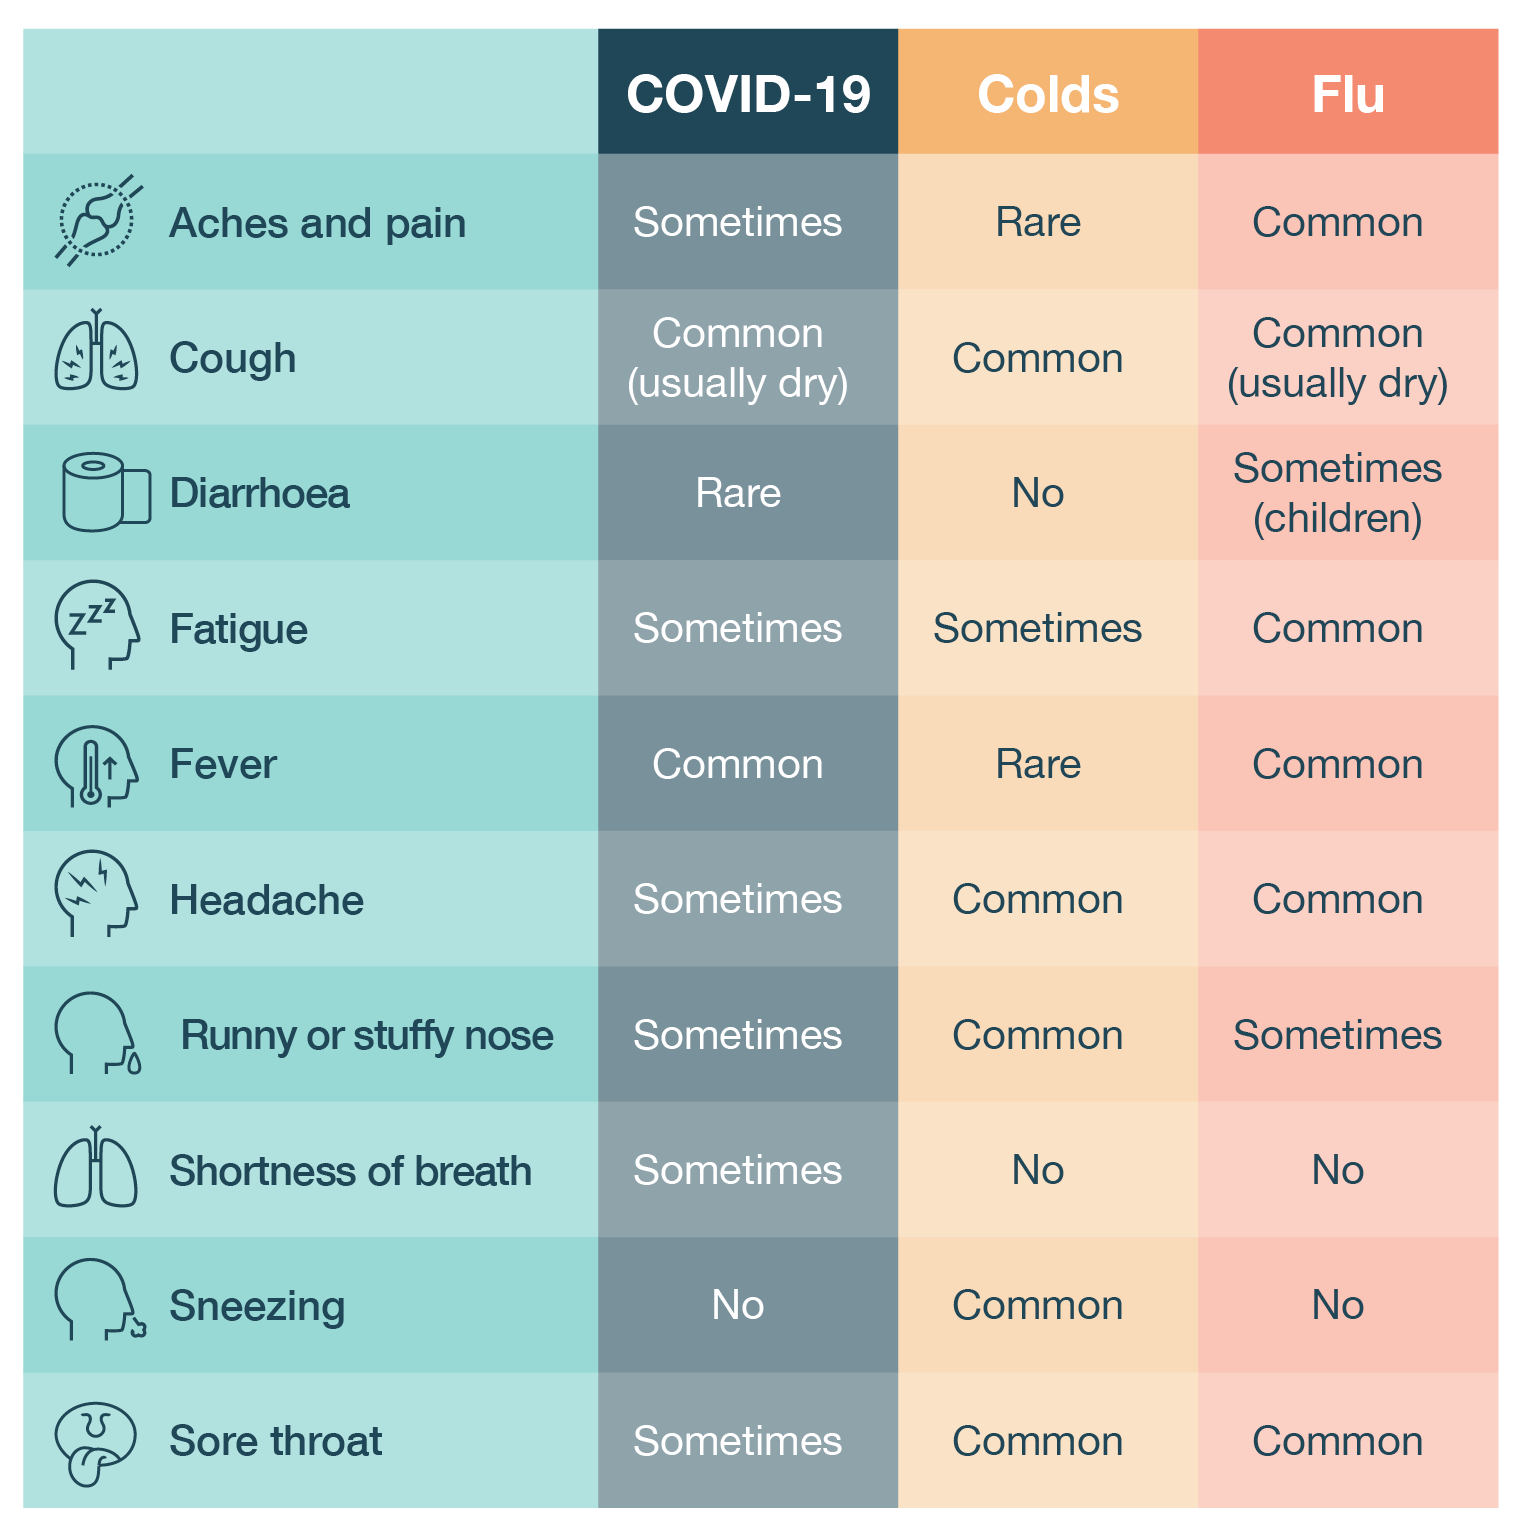 COVID-19 Colds Flu
Aches and pain Sometimes Rare Common
Cough Common (usually dry) Common Common (usually dry)
Diarrhoea Rare No Sometimes (children)
Fatigue Sometimes Sometimes Common
Fever Common Rare Common
Headache Sometimes Common Common
Runny or stuffy nose Sometimes Common Sometimes
Shortness of breath Sometimes No No
Sneezing No Common No
Sore throat Sometimes Common Common